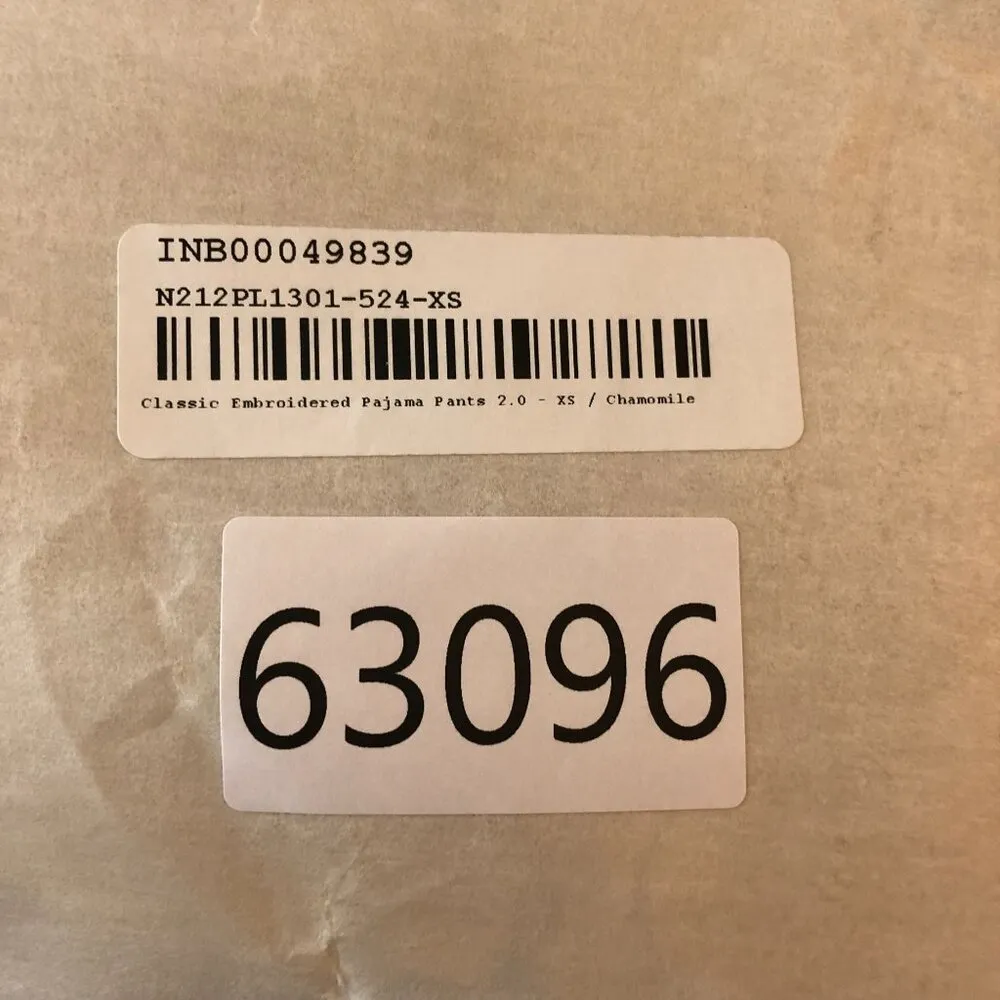 INB00049839
N212PL1301-524-XS
Classic Embroidered Pajama Pants 2.0 - XS / Chamomile
63096